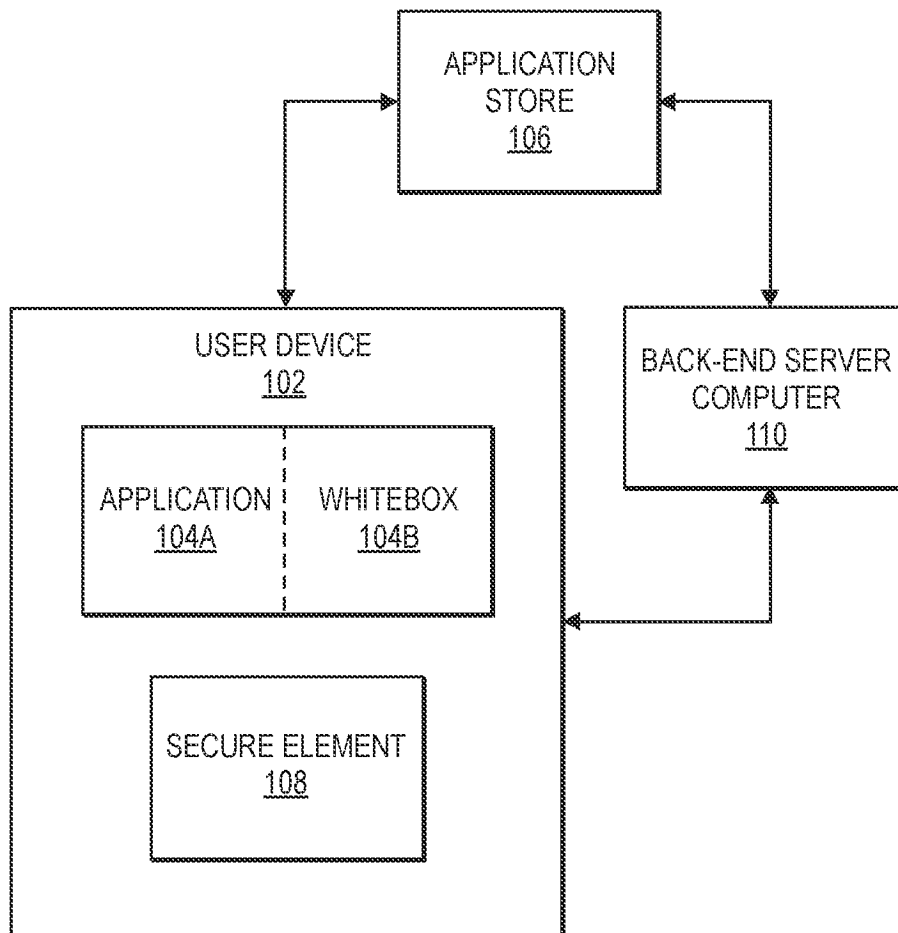 APPLICATION
STORE
106
USER DEVICE
102
BACK-END SERVER
COMPUTER
110
APPLICATION
104A
WHITEBOX
104B
SECURE ELEMENT
108